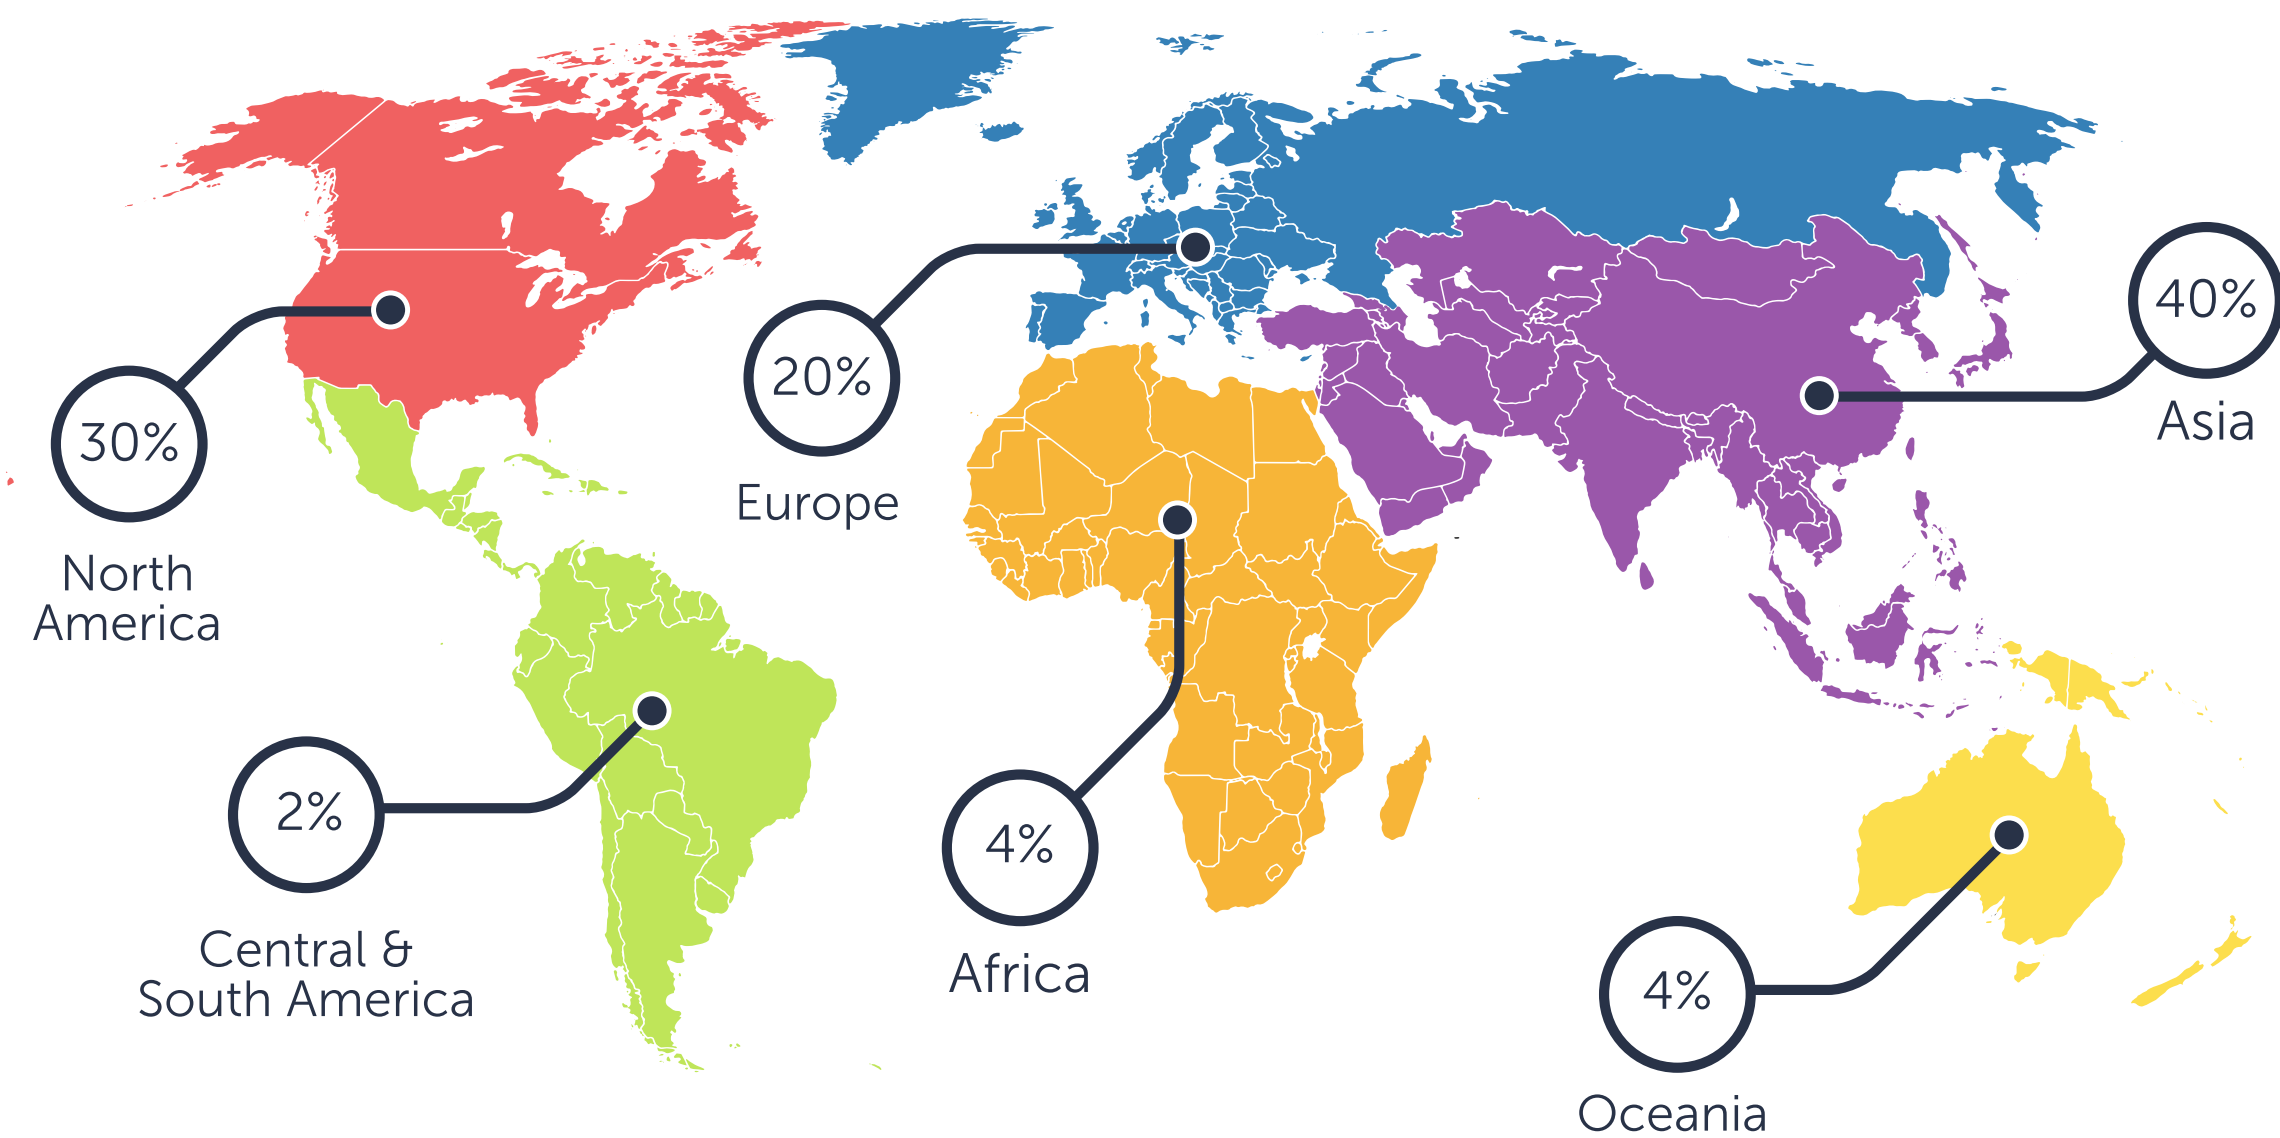 30%
North
America
20%
Europe
40%
Asia
2%
Central &
South America
4%
Africa
4%
Oceania